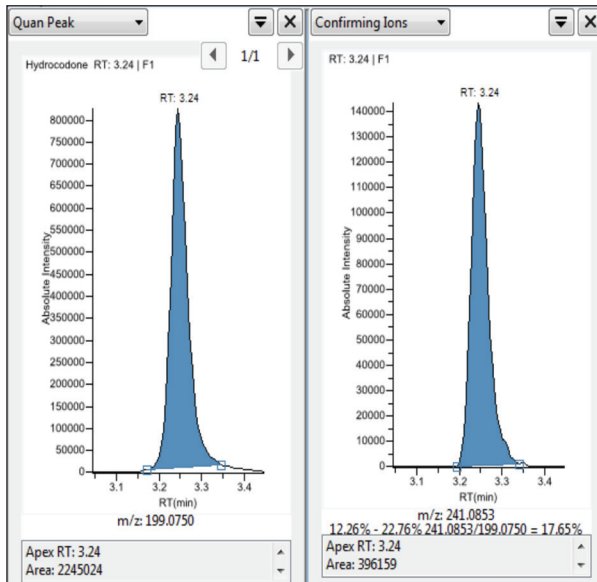 Quan Peak
1/1
Hydrocodone RT: 3.24 | F1
RT: 3.24
Absolute Intensity
800000
750000
700000
650000
600000
550000
500000
450000
400000
350000
300000
250000
200000
150000
100000
50000
0
3.1 3.2 3.3 3.4
RT(min)
m/z: 199.0750
Apex RT: 3.24
Area: 2245024
Confirming Ions
RT: 3.24 | F1
RT: 3.24
Absolute Intensity
140000
130000
120000
110000
100000
90000
80000
70000
60000
50000
40000
30000
20000
10000
0
3.1 3.2 3.3 3.4
RT(min)
m/z: 241.0853
12.26% - 22.76% 241.0853/199.0750 = 17.65%
Apex RT: 3.24
Area: 396159